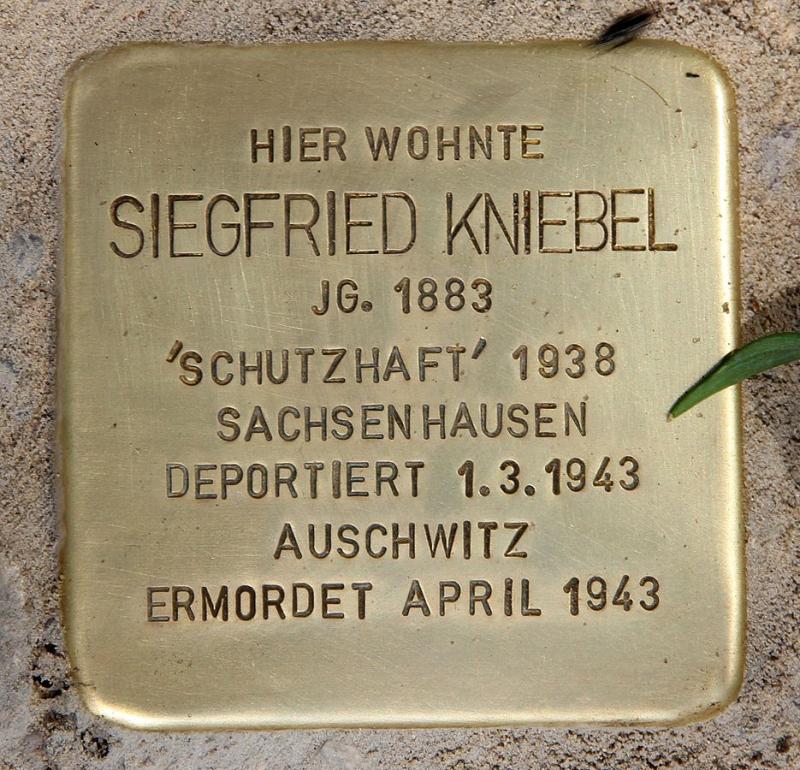 HIER WOHNTE
SIEGFRIED KNIEBEL
JG. 1883
'SCHUTZHAFT' 1938
SACHSENHAUSEN
DEPORTIERT 1.3.1943
AUSCHWITZ
ERMORDET APRIL 1943